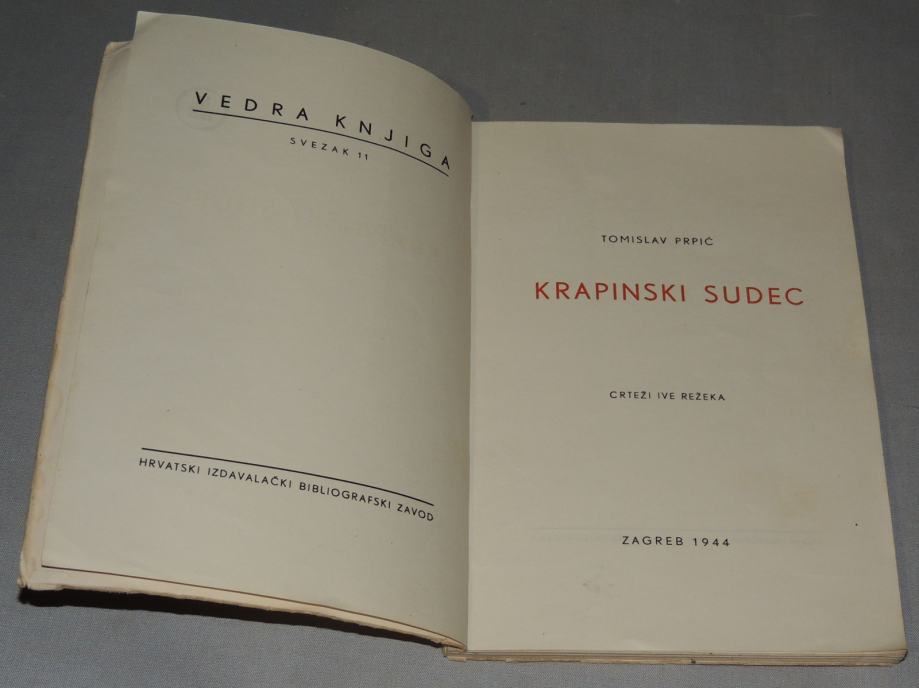 VEDRA KNJIGA
SVEZAK 11
HRVATSKI IZDAVALAČKI BIBLIOGRAFSKI ZAVOD
TOMISLAV PRPIĆ
KRAPINSKI SUDEC
CRTEŽI IVE REŽEKA
ZAGREB 1944